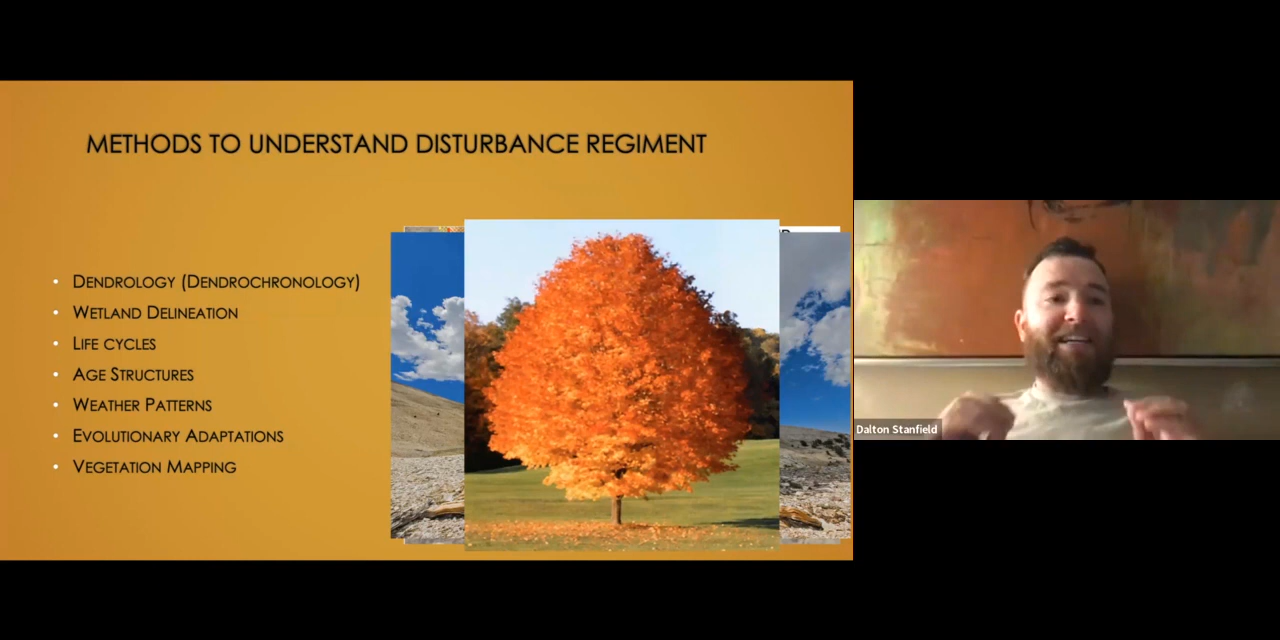 METHODS TO UNDERSTAND DISTURBANCE REGIMENT
• DENDROLOGY (DENDROCHRONOLOGY)
• WETLAND DELINEATION
• LIFE CYCLES
• AGE STRUCTURES
• WEATHER PATTERNS
• EVOLUTIONARY ADAPTATIONS
• VEGETATION MAPPING
Dalton Stanfield